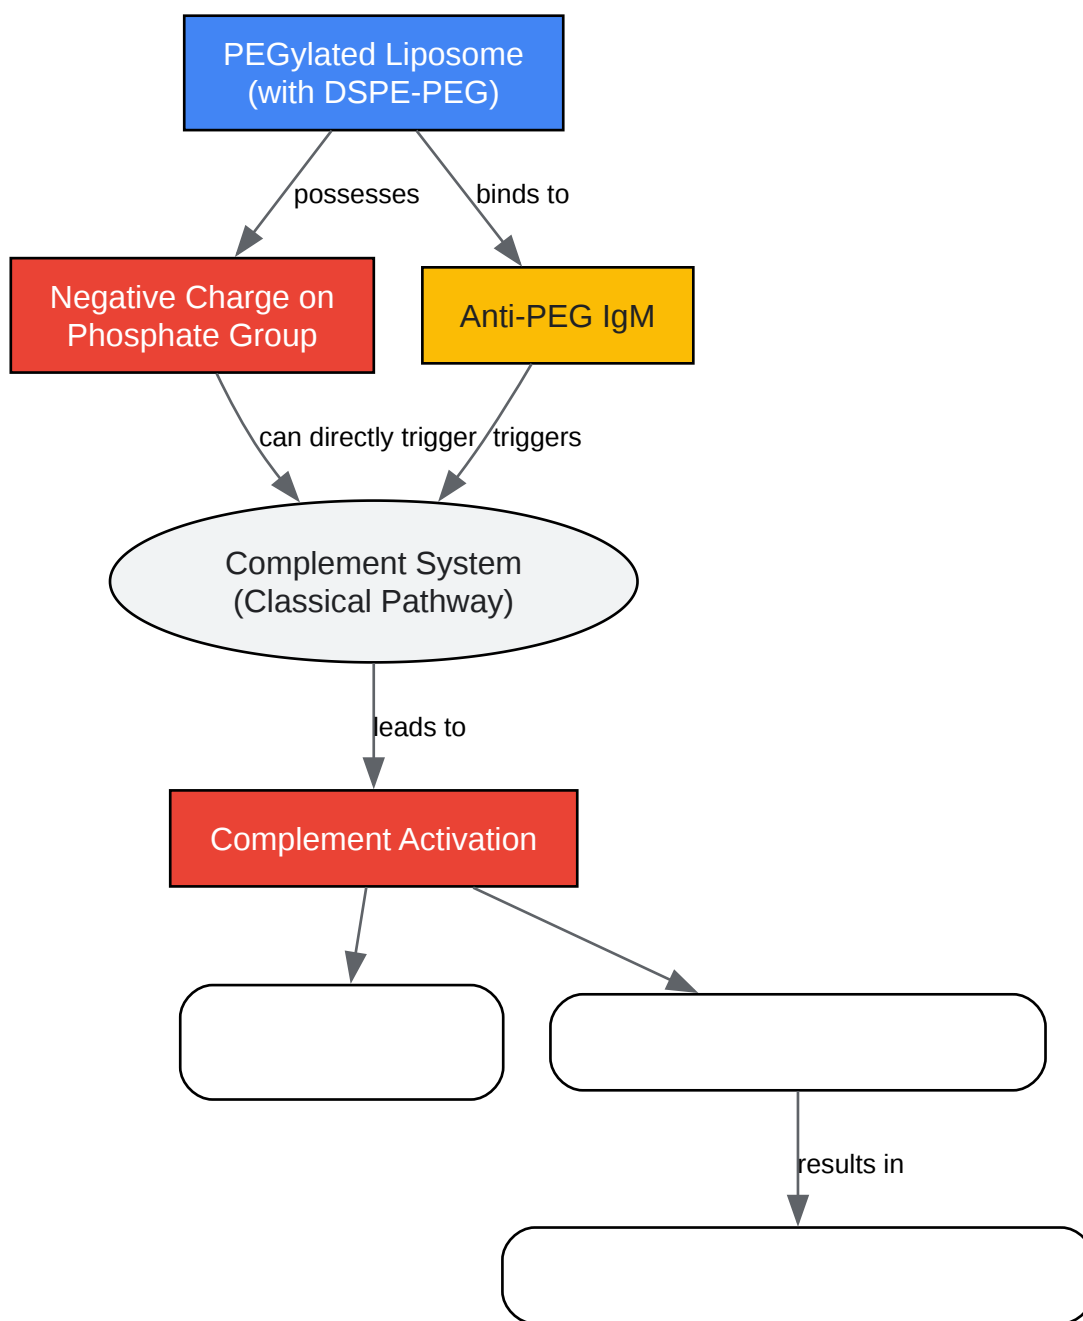 PEGylated Liposome
(with DSPE-PEG)
possesses
binds to
Negative Charge on
Phosphate Group
Anti-PEG IgM
can directly trigger
triggers
Complement System
(Classical Pathway)
leads to
Complement Activation
results in